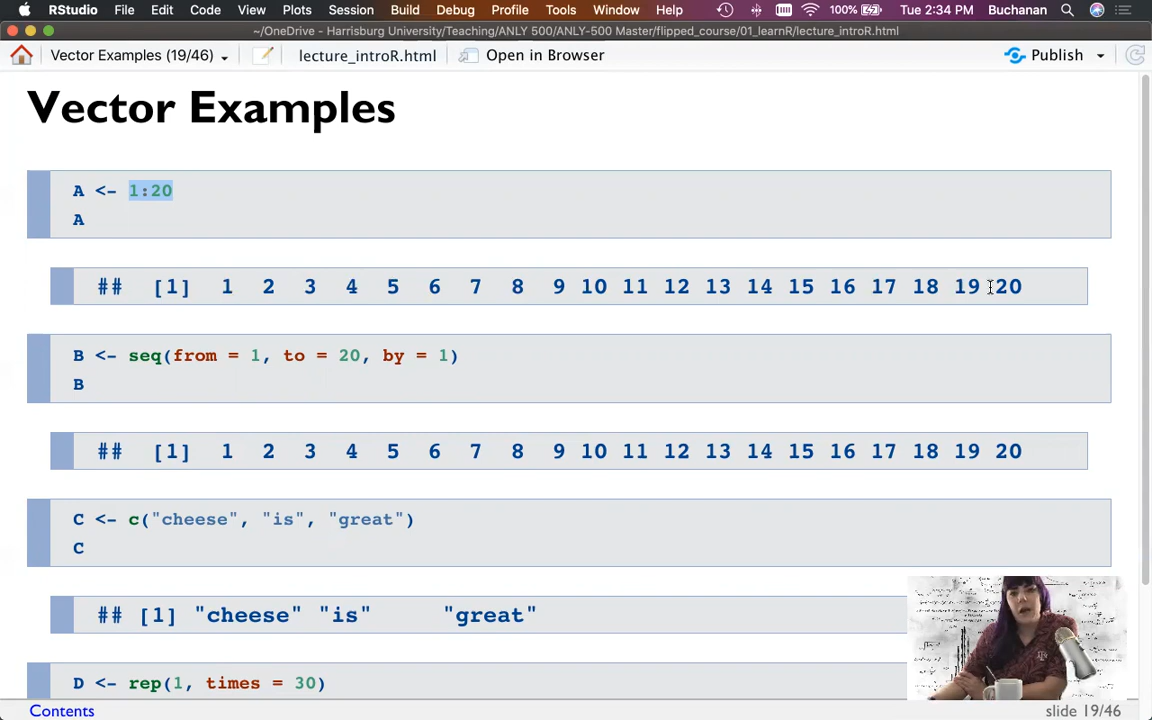 RStudio File Edit Code View Plots Session Build Debug Profile Tools Window Help 100% Tue 2:34 PM Buchanan
~/OneDrive - Harrisburg University/Teaching/ANLY 500/ANLY-500 Master/flipped_course/01_learnR/lecture_introR.html
Vector Examples (19/46) lecture_introR.html Open in Browser Publish
Vector Examples
A <- 1:20
A
## [1] 1 2 3 4 5 6 7 8 9 10 11 12 13 14 15 16 17 18 19 20
B <- seq(from = 1, to = 20, by = 1)
B
## [1] 1 2 3 4 5 6 7 8 9 10 11 12 13 14 15 16 17 18 19 20
C <- c("cheese", "is", "great")
C
## [1] "cheese" "is" "great"
D <- rep(1, times = 30)
Contents slide 19/46